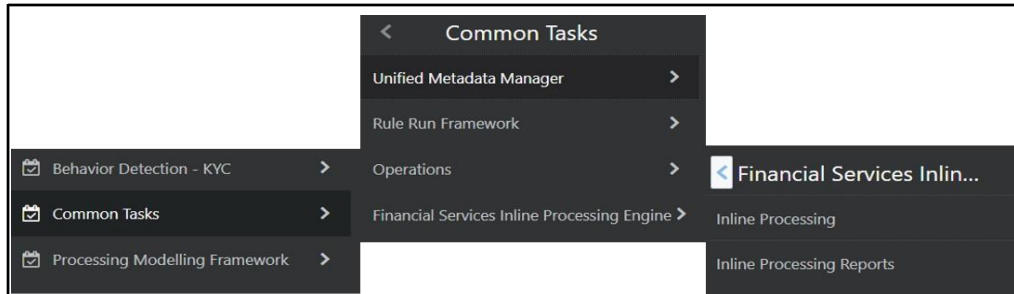 Behavior Detection - KYC
Common Tasks
Processing Modelling Framework
Common Tasks
Unified Metadata Manager
Rule Run Framework
Operations
Financial Services Inline Processing Engine
Financial Services Inlin...
Inline Processing
Inline Processing Reports